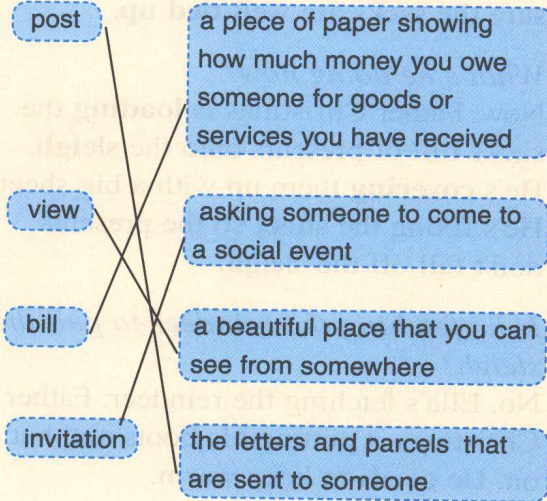 post
a piece of paper showing
how much money you owe
someone for goods or
services you have received
view
asking someone to come to
a social event
bill
a beautiful place that you can
see from somewhere
invitation
the letters and parcels that
are sent to someone